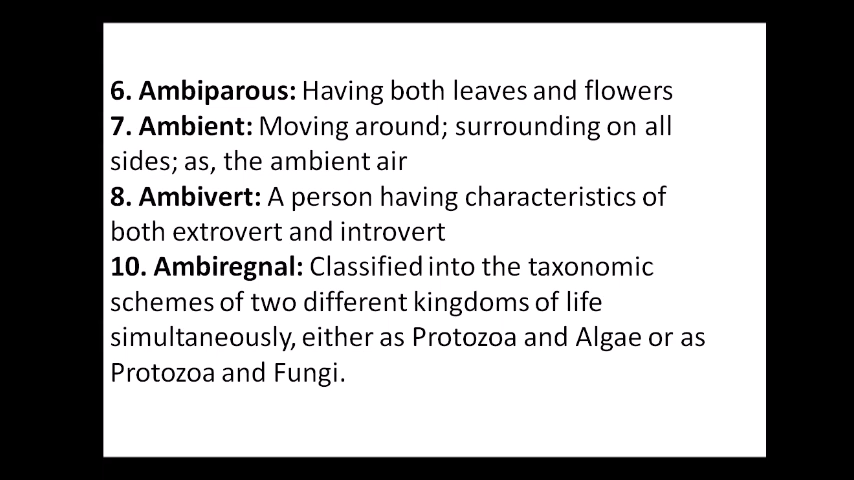 6. Ambiparous: Having both leaves and flowers
7. Ambient: Moving around; surrounding on all
sides; as, the ambient air
8. Ambivert: A person having characteristics of
both extrovert and introvert
10. Ambiregnal: Classified into the taxonomic
schemes of two different kingdoms of life
simultaneously, either as Protozoa and Algae or as
Protozoa and Fungi.